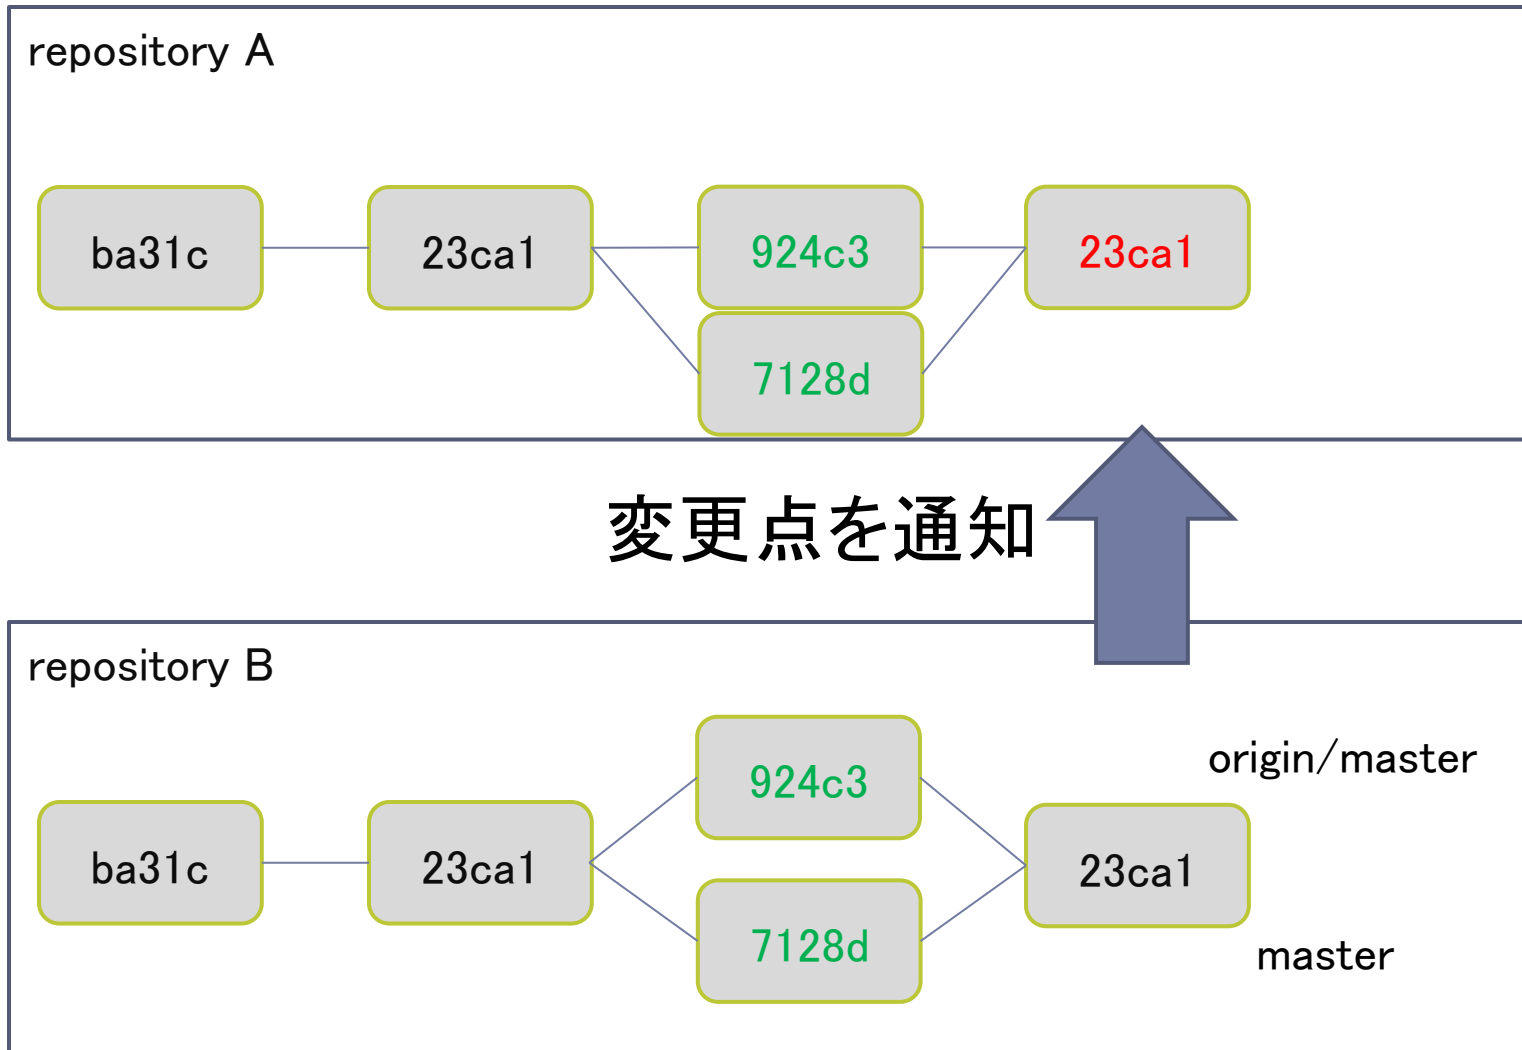 repository A
ba31c
23ca1
924c3
23ca1
7128d
変更点を通知
repository B
origin/master
924c3
ba31c
23ca1
23ca1
7128d
master